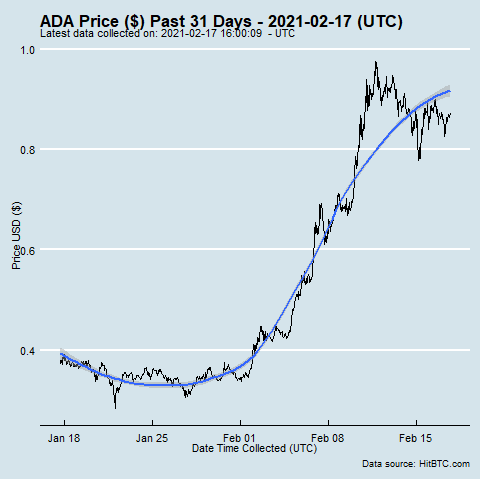 ADA Price ($) Past 31 Days - 2021-02-17 (UTC)
Latest data collected on: 2021-02-17 16:00:09 - UTC
1.0
0.8
0.6
0.4
Price USD ($)
Jan 18 Jan 25 Feb 01 Feb 08 Feb 15
Date Time Collected (UTC)
Data source: HitBTC.com